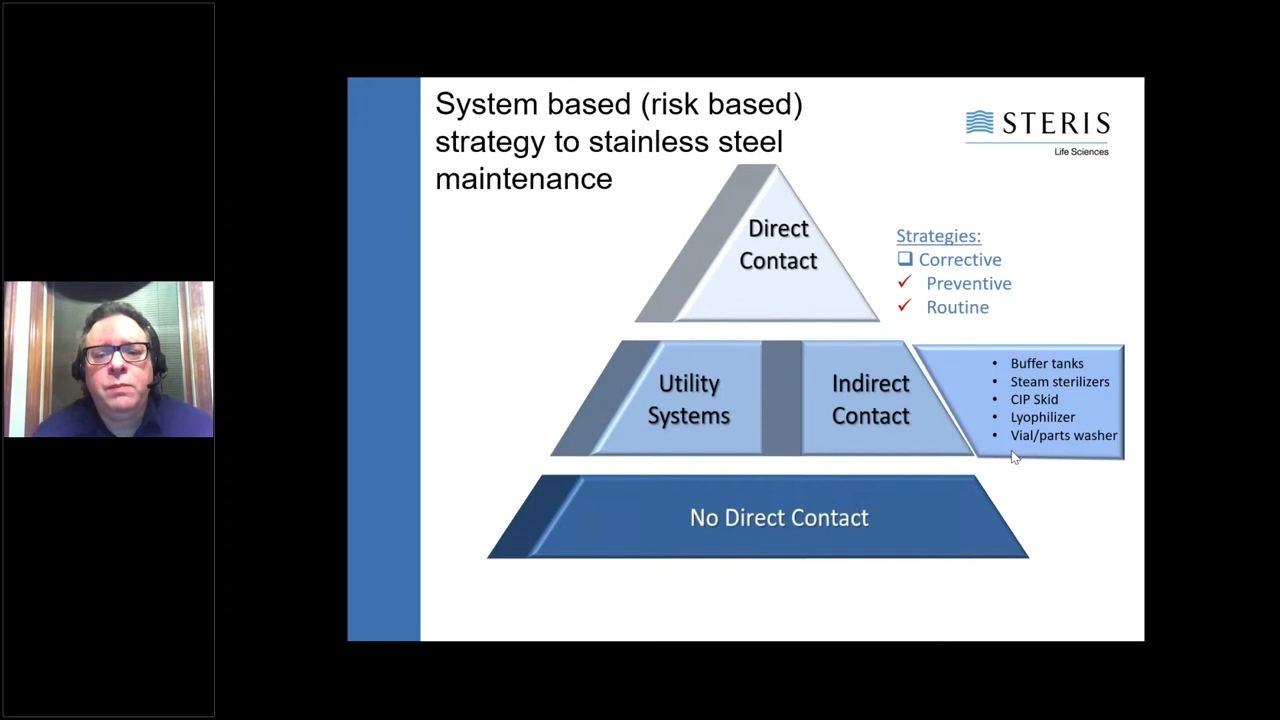 System based (risk based)
strategy to stainless steel
maintenance
STERIS
Life Sciences
Direct
Contact
Strategies:
Corrective
Preventive
Routine
Utility
Systems
Indirect
Contact
• Buffer tanks
• Steam sterilizers
• CIP Skid
• Lyophilizer
• Vial/parts washer
No Direct Contact